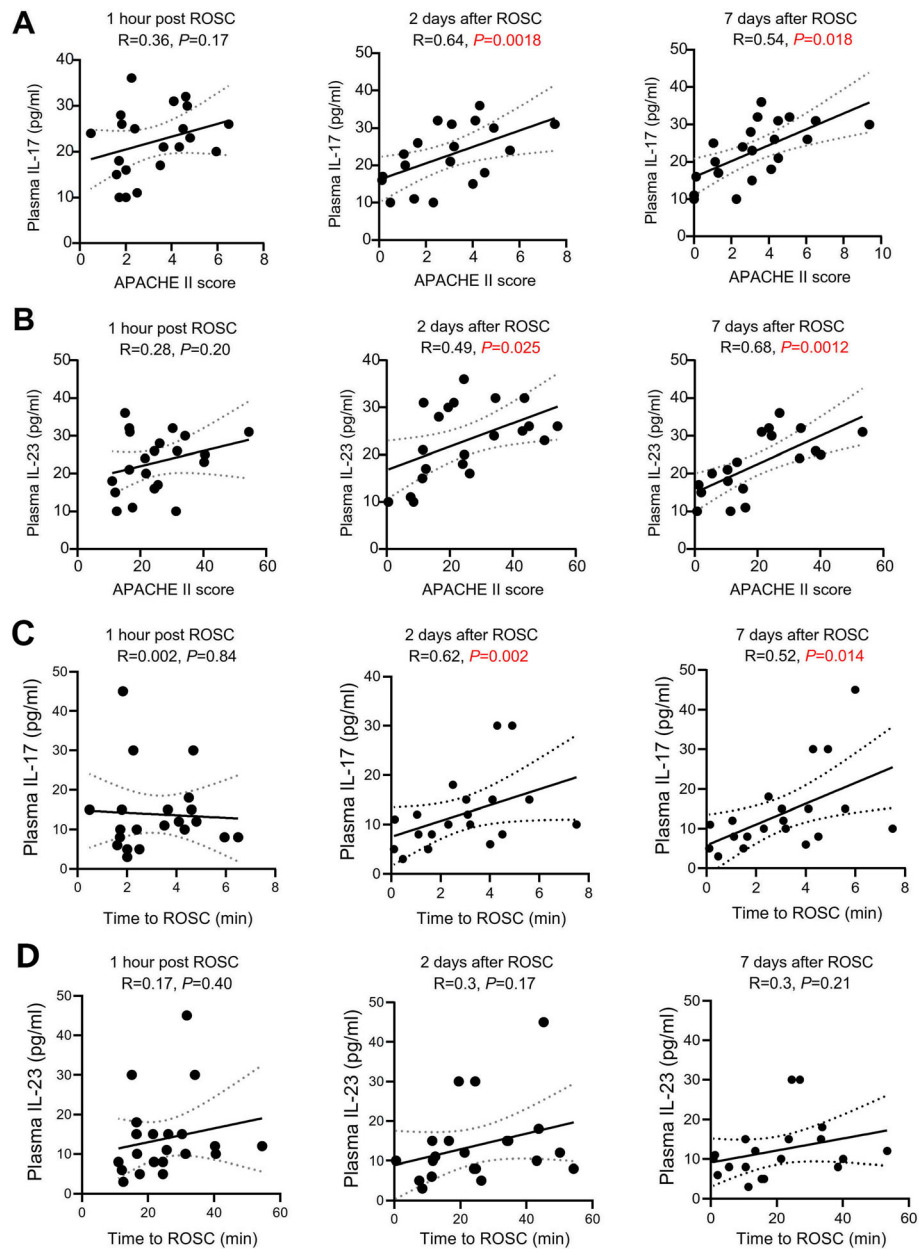 A
1 hour post ROSC
R=0.36, P=0.17
Plasma IL-17 (pg/ml)
40
30
20
10
0
0 2 4 6 8
APACHE II score
2 days after ROSC
R=0.64, P=0.0018
Plasma IL-17 (pg/ml)
50
40
30
20
10
0
0 2 4 6 8
APACHE II score
7 days after ROSC
R=0.54, P=0.018
Plasma IL-17 (pg/ml)
50
40
30
20
10
0
0 2 4 6 8 10
APACHE II score
B
1 hour post ROSC
R=0.28, P=0.20
Plasma IL-23 (pg/ml)
50
40
30
20
10
0
0 20 40 60
APACHE II score
2 days after ROSC
R=0.49, P=0.025
Plasma IL-23 (pg/ml)
40
30
20
10
0
0 20 40 60
APACHE II score
7 days after ROSC
R=0.68, P=0.0012
Plasma IL-23 (pg/ml)
50
40
30
20
10
0
0 20 40 60
APACHE II score
C
1 hour post ROSC
R=0.002, P=0.84
Plasma IL-17 (pg/ml)
50
40
30
20
10
0
0 2 4 6 8
Time to ROSC (min)
2 days after ROSC
R=0.62, P=0.002
Plasma IL-17 (pg/ml)
40
30
20
10
0
0 2 4 6 8
Time to ROSC (min)
7 days after ROSC
R=0.52, P=0.014
Plasma IL-17 (pg/ml)
50
40
30
20
10
0
0 2 4 6 8
Time to ROSC (min)
D
1 hour post ROSC
R=0.17, P=0.40
Plasma IL-23 (pg/ml)
50
40
30
20
10
0
0 20 40 60
Time to ROSC (min)
2 days after ROSC
R=0.3, P=0.17
Plasma IL-23 (pg/ml)
50
40
30
20
10
0
0 20 40 60
Time to ROSC (min)
7 days after ROSC
R=0.3, P=0.21
Plasma IL-23 (pg/ml)
50
40
30
20
10
0
0 20 40 60
Time to ROSC (min)